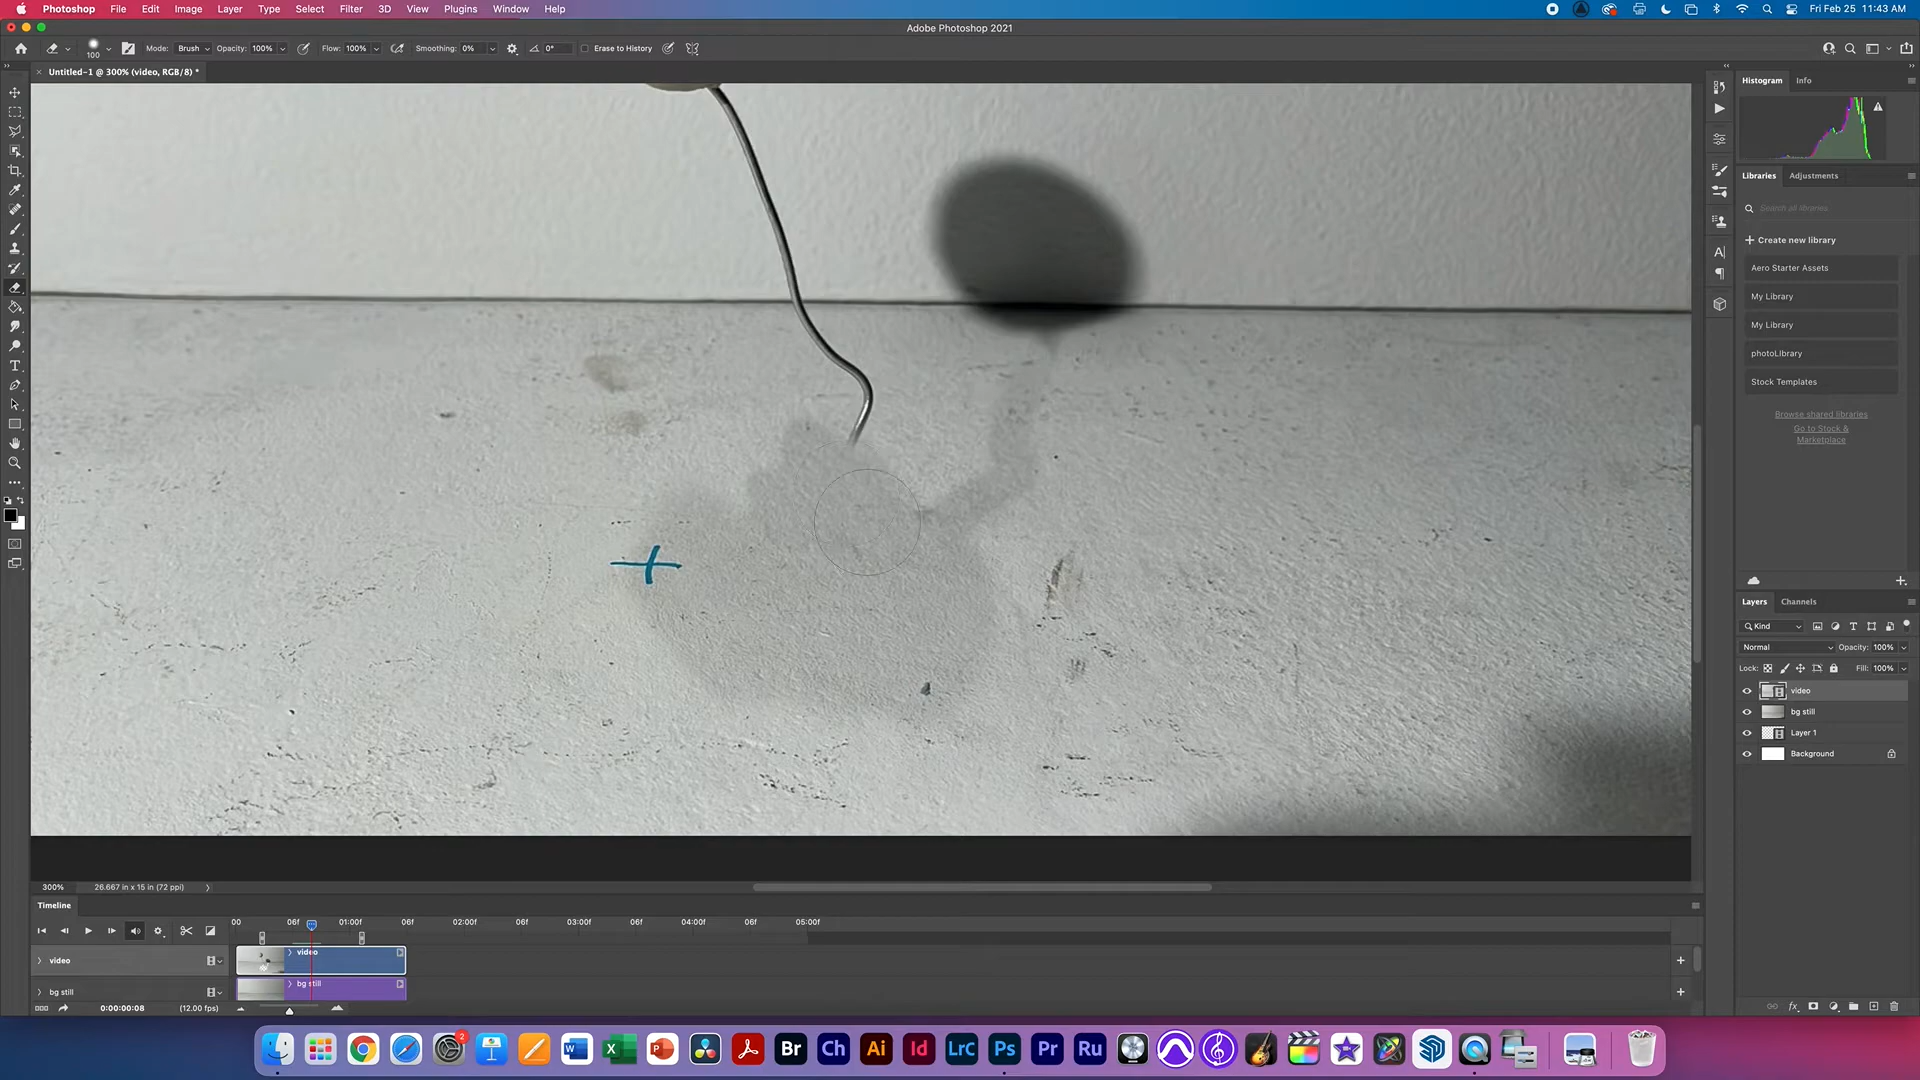 Photoshop File Edit Image Layer Type Select Filter 3D View Plugins Window Help Fri Feb 25 11:43 AM
Adobe Photoshop 2021
100 Mode: Brush Opacity: 100% Flow: 100% Smoothing: 0% 0° Erase to History
Untitled-1 @ 300% (video, RGB/8) *
Histogram Info
Libraries Adjustments
Search all libraries
Create new library
Aero Starter Assets
My Library
My Library
photoLIbrary
Stock Templates
Browse shared libraries
Go to Stock &
Marketplace
Layers Channels
Kind
Normal Opacity: 100%
Lock: Fill: 100%
video
bg still
Layer 1
Background
300% 26.667 in x 15 in (72 ppi)
Timeline
00 06f 01:00f 06f 02:00f 06f 03:00f 06f 04:00f 06f 05:00f
video video
bg still bg still
0:00:00:08 (12.00 fps)
2 W X P Br Ch Ai Id LrC Ps Pr Ru